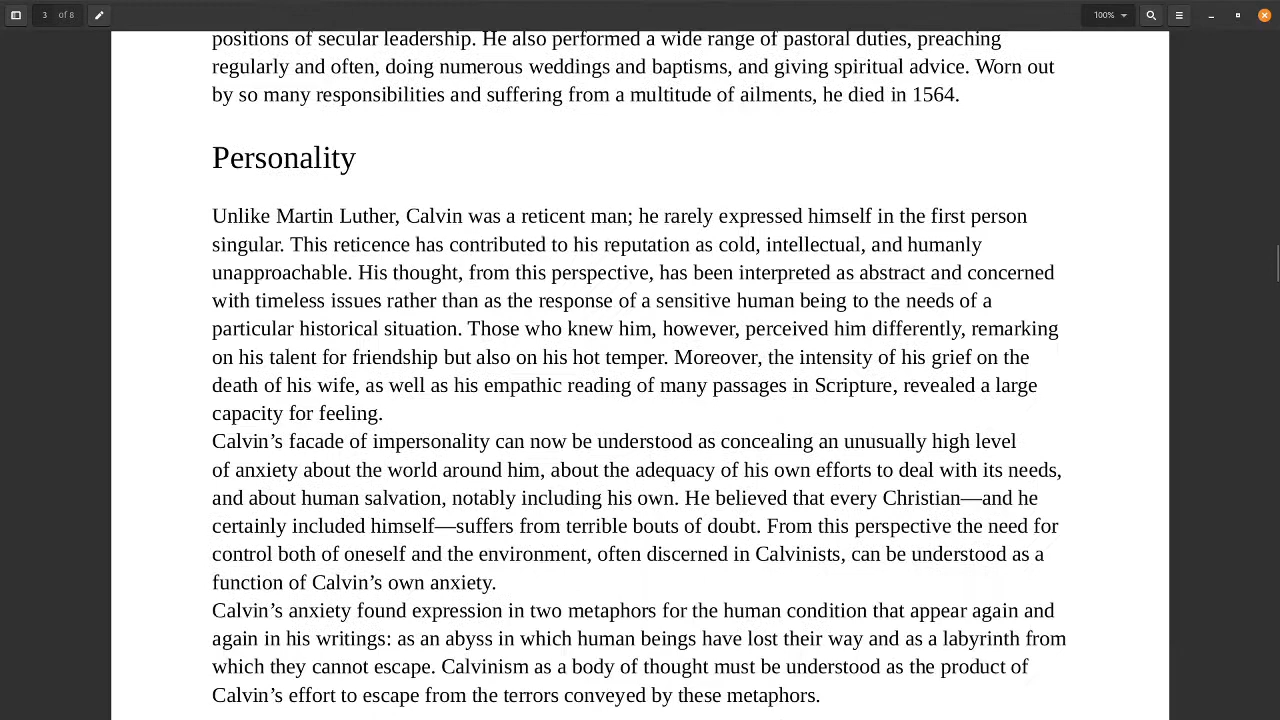 3 of 8
100%
positions of secular leadership. He also performed a wide range of pastoral duties, preaching
regularly and often, doing numerous weddings and baptisms, and giving spiritual advice. Worn out
by so many responsibilities and suffering from a multitude of ailments, he died in 1564.
Personality
Unlike Martin Luther, Calvin was a reticent man; he rarely expressed himself in the first person
singular. This reticence has contributed to his reputation as cold, intellectual, and humanly
unapproachable. His thought, from this perspective, has been interpreted as abstract and concerned
with timeless issues rather than as the response of a sensitive human being to the needs of a
particular historical situation. Those who knew him, however, perceived him differently, remarking
on his talent for friendship but also on his hot temper. Moreover, the intensity of his grief on the
death of his wife, as well as his empathic reading of many passages in Scripture, revealed a large
capacity for feeling.
Calvin’s facade of impersonality can now be understood as concealing an unusually high level
of anxiety about the world around him, about the adequacy of his own efforts to deal with its needs,
and about human salvation, notably including his own. He believed that every Christian—and he
certainly included himself—suffers from terrible bouts of doubt. From this perspective the need for
control both of oneself and the environment, often discerned in Calvinists, can be understood as a
function of Calvin’s own anxiety.
Calvin’s anxiety found expression in two metaphors for the human condition that appear again and
again in his writings: as an abyss in which human beings have lost their way and as a labyrinth from
which they cannot escape. Calvinism as a body of thought must be understood as the product of
Calvin’s effort to escape from the terrors conveyed by these metaphors.